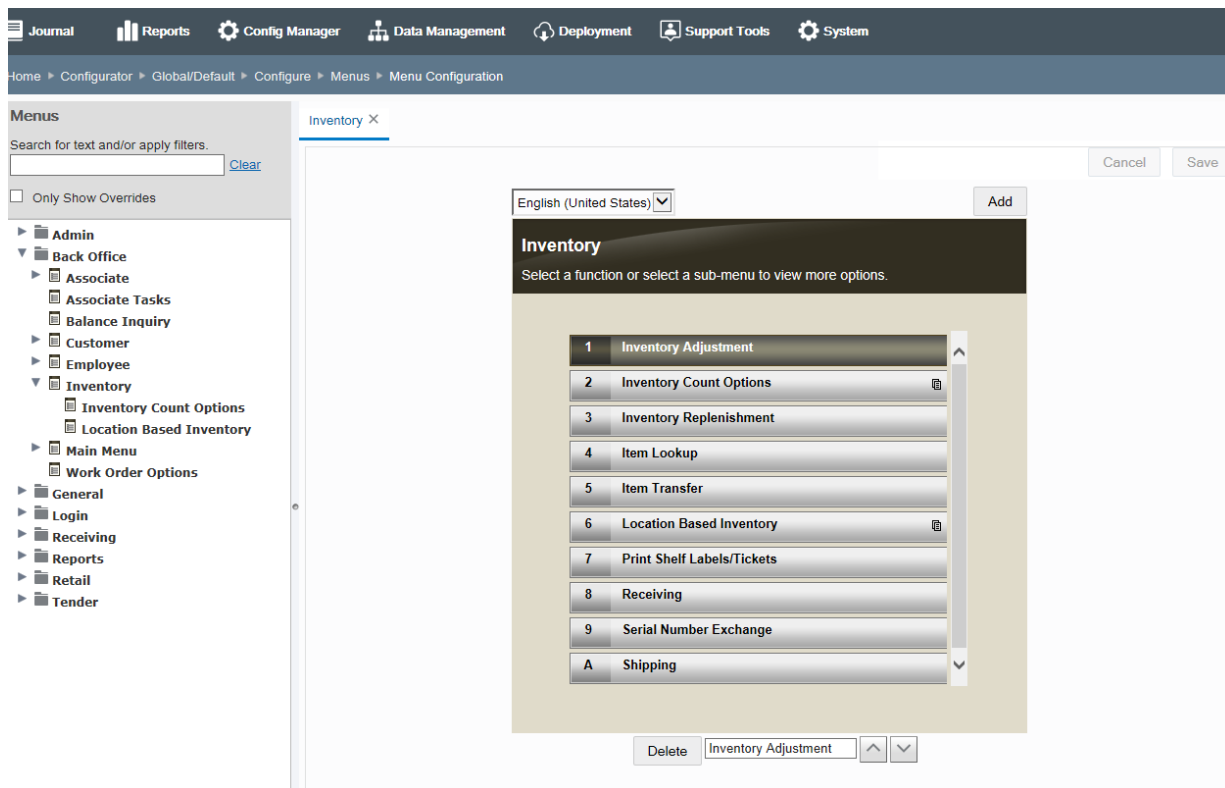 Journal Reports Config Manager Data Management Deployment Support Tools System
Home Configurator Global/Default Configure Menus Menu Configuration
Menus
Search for text and/or apply filters.
Clear
Only Show Overrides
Admin
Back Office
Associate
Associate Tasks
Balance Inquiry
Customer
Employee
Inventory
Inventory Count Options
Location Based Inventory
Main Menu
Work Order Options
General
Login
Receiving
Reports
Retail
Tender
Inventory
Cancel Save
English (United States) Add
Inventory
Select a function or select a sub-menu to view more options.
1 Inventory Adjustment
2 Inventory Count Options
3 Inventory Replenishment
4 Item Lookup
5 Item Transfer
6 Location Based Inventory
7 Print Shelf Labels/Tickets
8 Receiving
9 Serial Number Exchange
A Shipping
Delete Inventory Adjustment